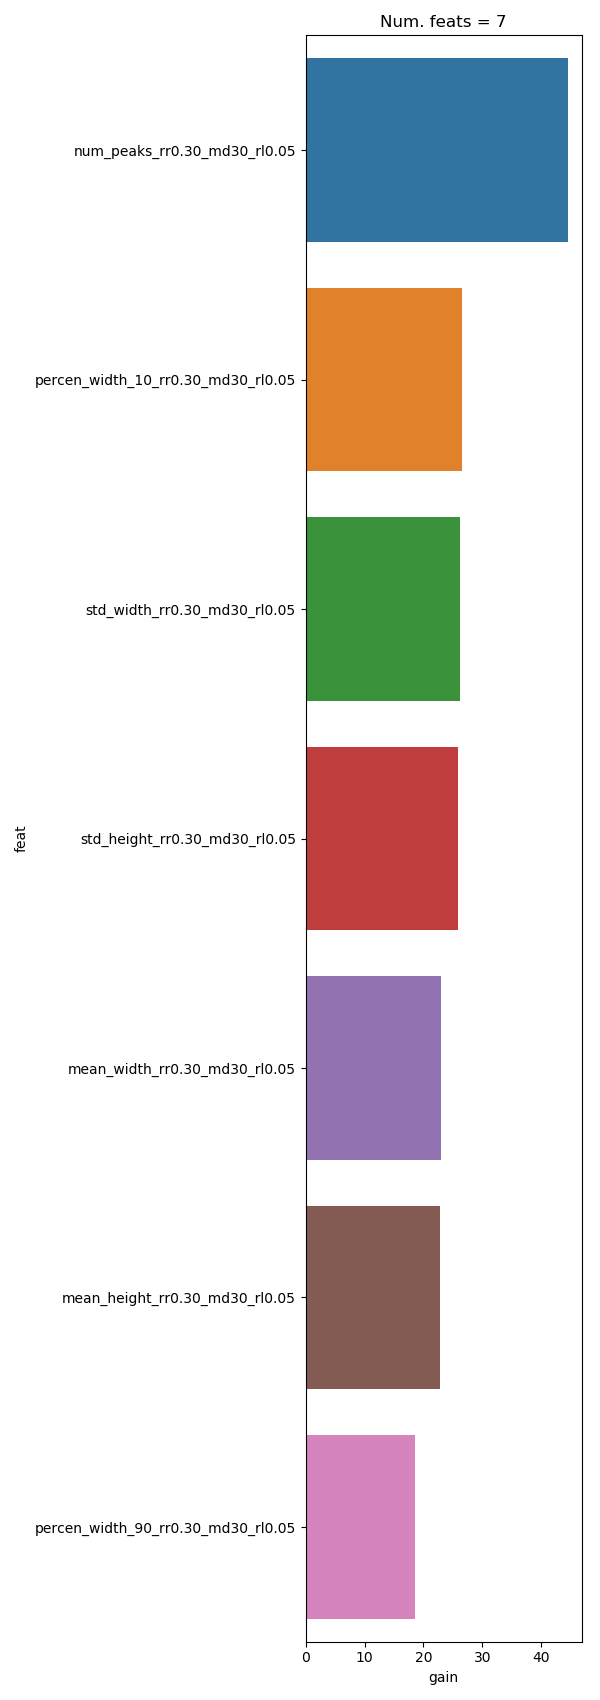 Num. feats = 7
num_peaks_rr0.30_md30_rl0.05
percen_width_10_rr0.30_md30_rl0.05
std_width_rr0.30_md30_rl0.05
std_height_rr0.30_md30_rl0.05
feat
mean_width_rr0.30_md30_rl0.05
mean_height_rr0.30_md30_rl0.05
percen_width_90_rr0.30_md30_rl0.05
0 10 20 30 40
gain